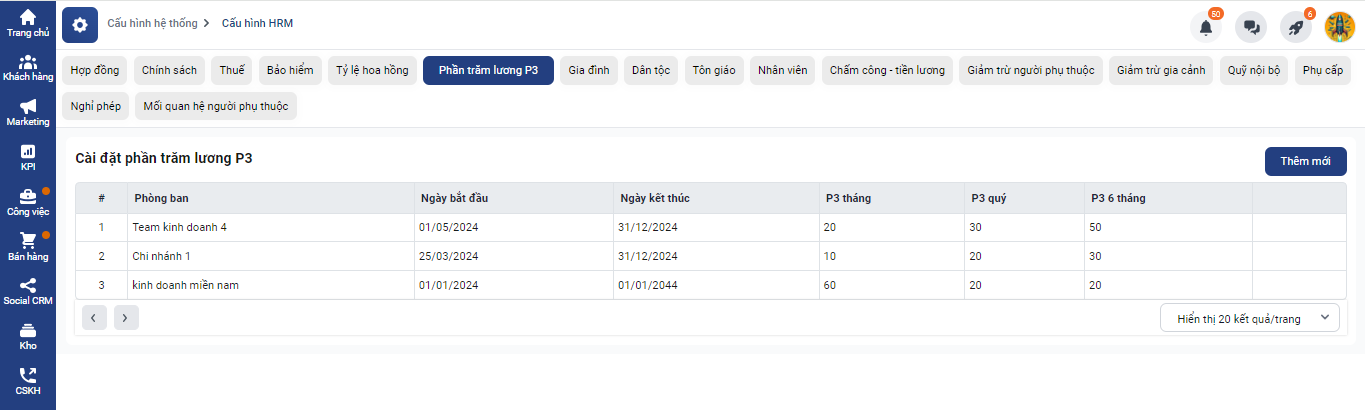 Trang chủ
Khách hàng
Marketing
KPI
Công việc
Bán hàng
Social CRM
Kho
CSKH
Cấu hình hệ thống
Cấu hình HRM
50
6
Hợp đồng
Chính sách
Thuế
Bảo hiểm
Tỷ lệ hoa hồng
Phần trăm lương P3
Gia đình
Dân tộc
Tôn giáo
Nhân viên
Chấm công - tiền lương
Giảm trừ người phụ thuộc
Giảm trừ gia cảnh
Quỹ nội bộ
Phụ cấp
Nghỉ phép
Mối quan hệ người phụ thuộc
Cài đặt phần trăm lương P3
Thêm mới
# Phòng ban Ngày bắt đầu Ngày kết thúc P3 tháng P3 quý P3 6 tháng
1 Team kinh doanh 4 01/05/2024 31/12/2024 20 30 50
2 Chi nhánh 1 25/03/2024 31/12/2024 10 20 30
3 kinh doanh miền nam 01/01/2024 01/01/2044 60 20 20
Hiển thị 20 kết quả/trang